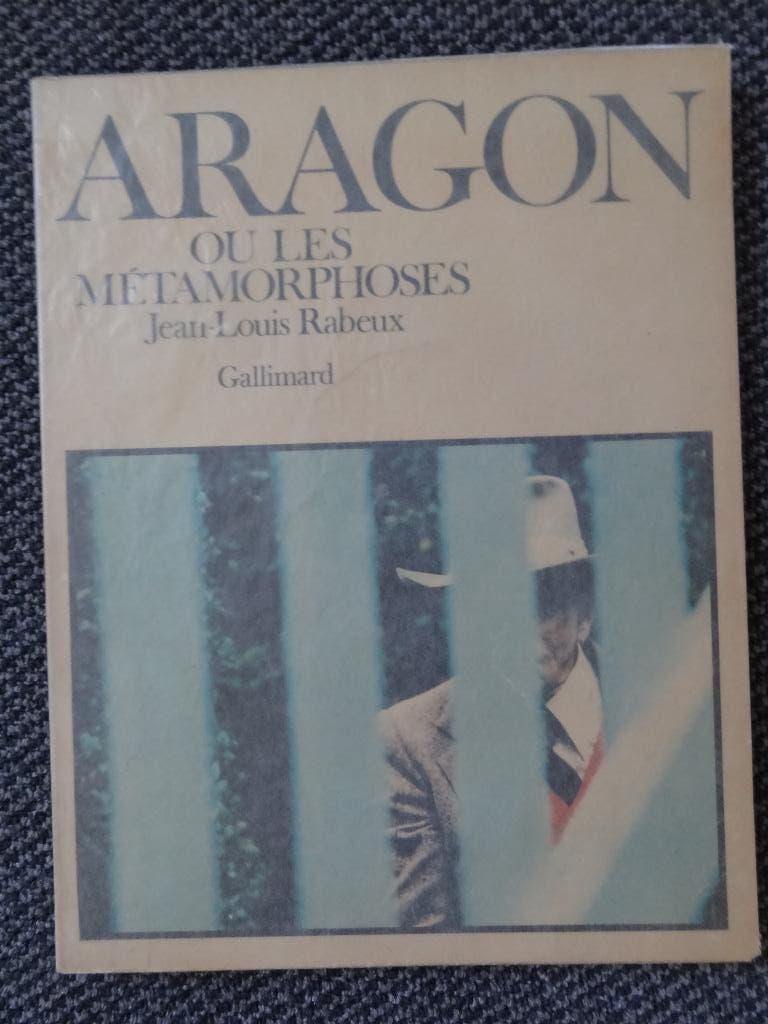 ARAGON
OU LES
MÉTAMORPHOSES
Jean-Louis Rabeux
Gallimard